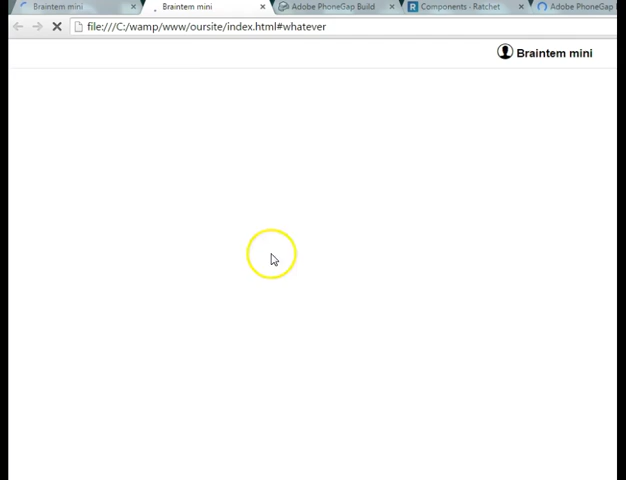 Braintem mini
Braintem mini
Adobe PhoneGap Build
Components - Ratchet
Adobe PhoneGap
file:///C:/wamp/www/oursite/index.html#whatever
Braintem mini